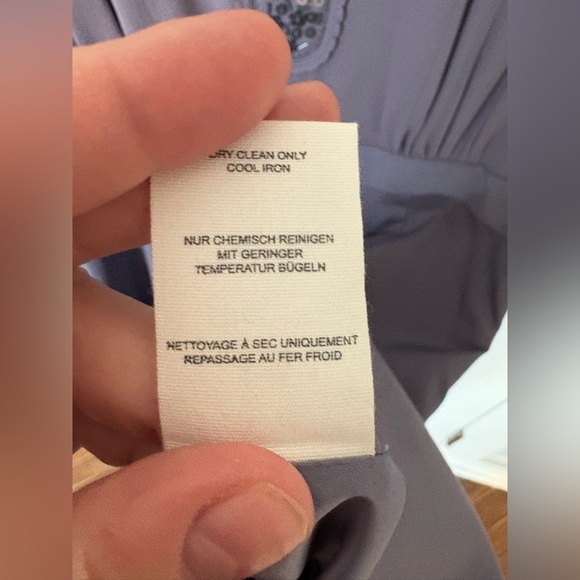 DRY CLEAN ONLY
COOL IRON
NUR CHEMISCH REINIGEN
MIT GERINGER
TEMPERATUR BÜGELN
NETTOYAGE À SEC UNIQUEMENT
REPASSAGE AU FER FROID